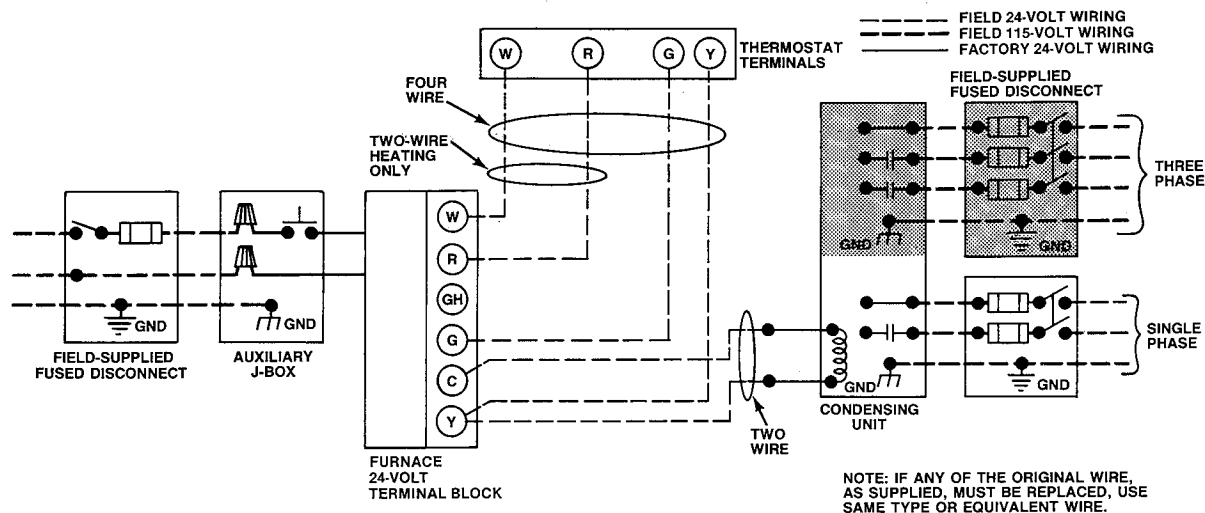 FIELD 24-VOLT WIRING
FIELD 115-VOLT WIRING
FACTORY 24-VOLT WIRING
W
R
G
Y
THERMOSTAT
TERMINALS
FOUR
WIRE
TWO-WIRE
HEATING
ONLY
FIELD-SUPPLIED
FUSED DISCONNECT
THREE
PHASE
GND
GND
W
R
GH
G
C
Y
GND
GND
FIELD-SUPPLIED
FUSED DISCONNECT
AUXILIARY
J-BOX
SINGLE
PHASE
GND
GND
CONDENSING
UNIT
TWO
WIRE
FURNACE
24-VOLT
TERMINAL BLOCK
NOTE: IF ANY OF THE ORIGINAL WIRE,
AS SUPPLIED, MUST BE REPLACED, USE
SAME TYPE OR EQUIVALENT WIRE.